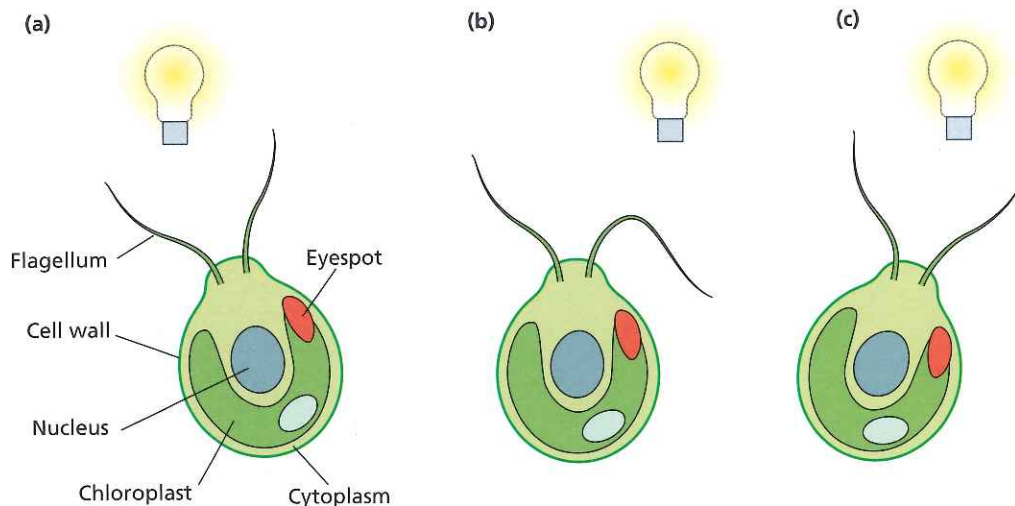 (a)
(b)
(c)
Flagellum
Eyespot
Cell wall
Nucleus
Chloroplast
Cytoplasm